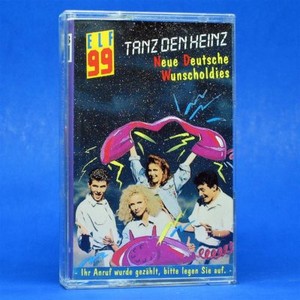 ELF
99
TANZ DEN HEINZ
Neue Deutsche
Wunscholdies
- Ihr Anruf wurde gezählt, bitte legen Sie auf. -